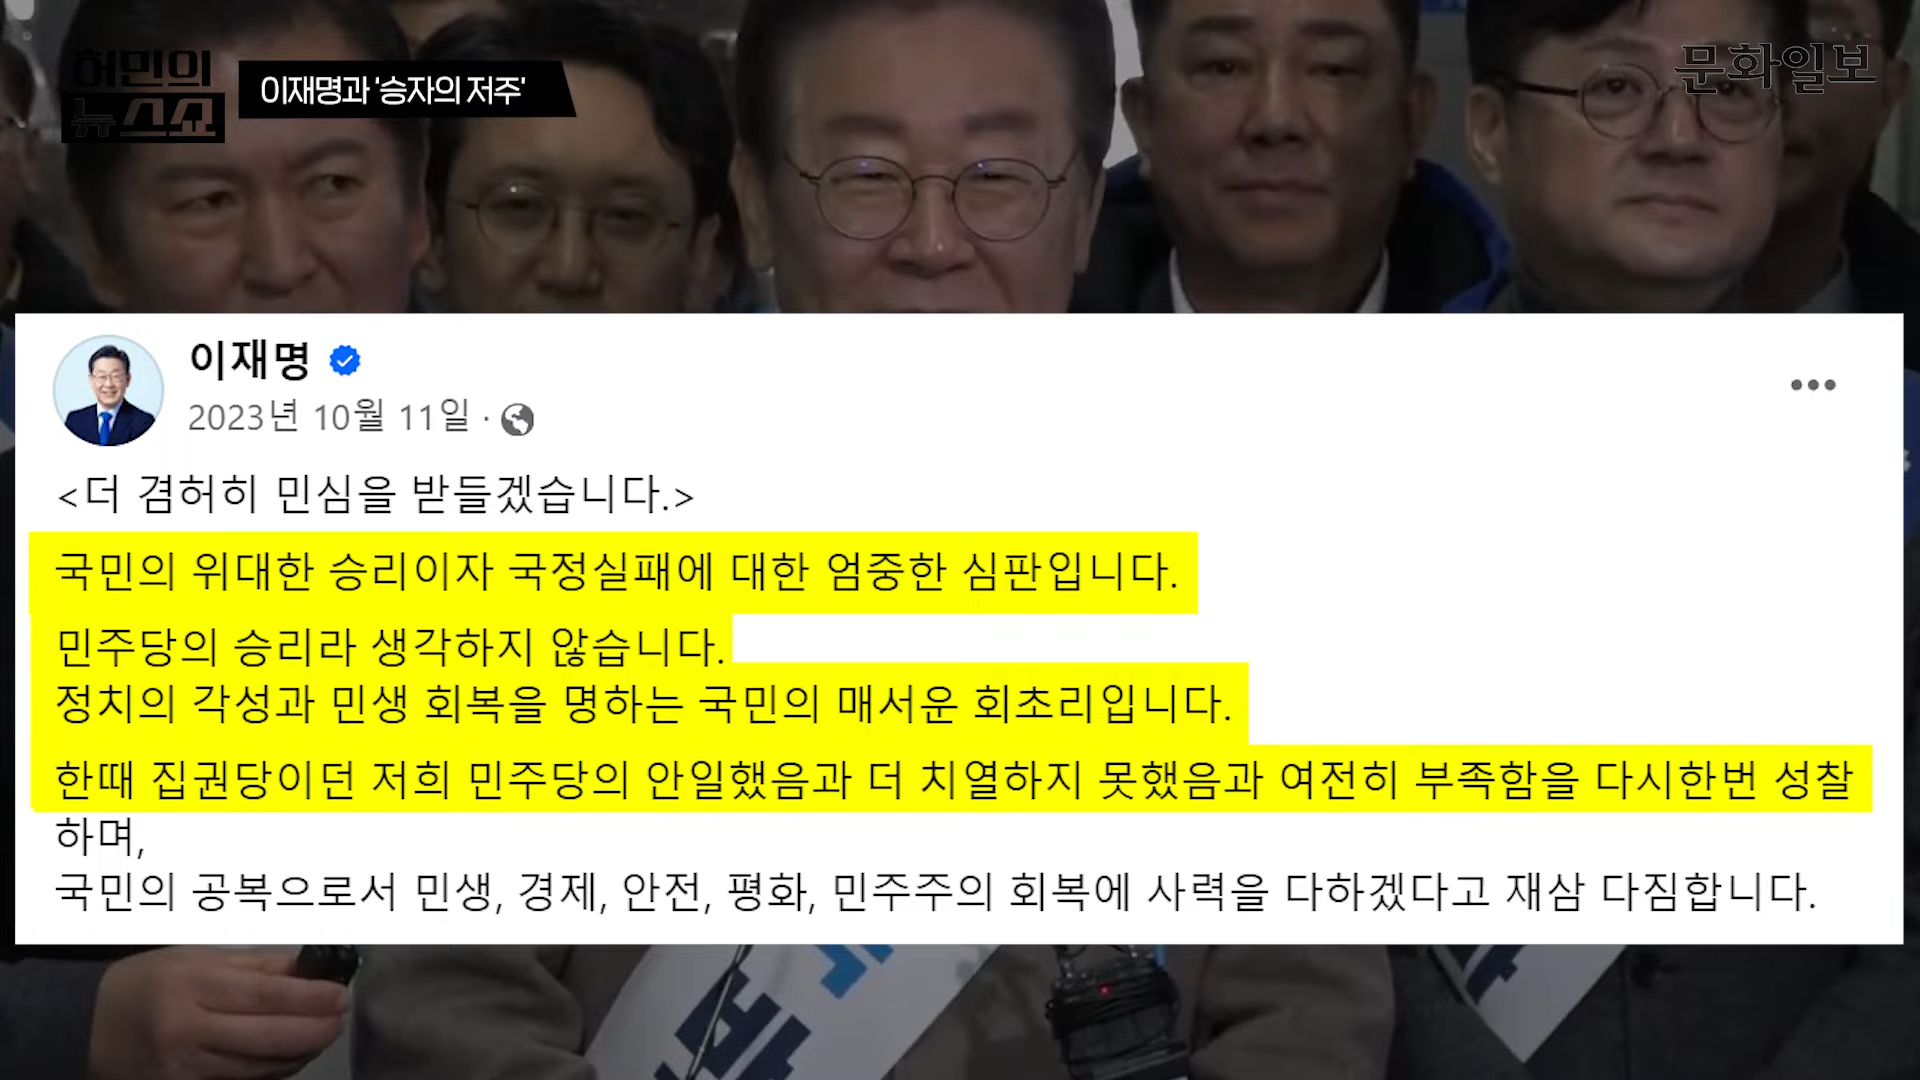 허민의
뉴스쇼
이재명과 '승자의 저주'
문화일보
이재명
2023년 10월 11일 ·
<더 겸허히 민심을 받들겠습니다.>
국민의 위대한 승리이자 국정실패에 대한 엄중한 심판입니다.
민주당의 승리라 생각하지 않습니다.
정치의 각성과 민생 회복을 명하는 국민의 매서운 회초리입니다.
한때 집권당이던 저희 민주당의 안일했음과 더 치열하지 못했음과 여전히 부족함을 다시한번 성찰
하며,
국민의 공복으로서 민생, 경제, 안전, 평화, 민주주의 회복에 사력을 다하겠다고 재삼 다짐합니다.